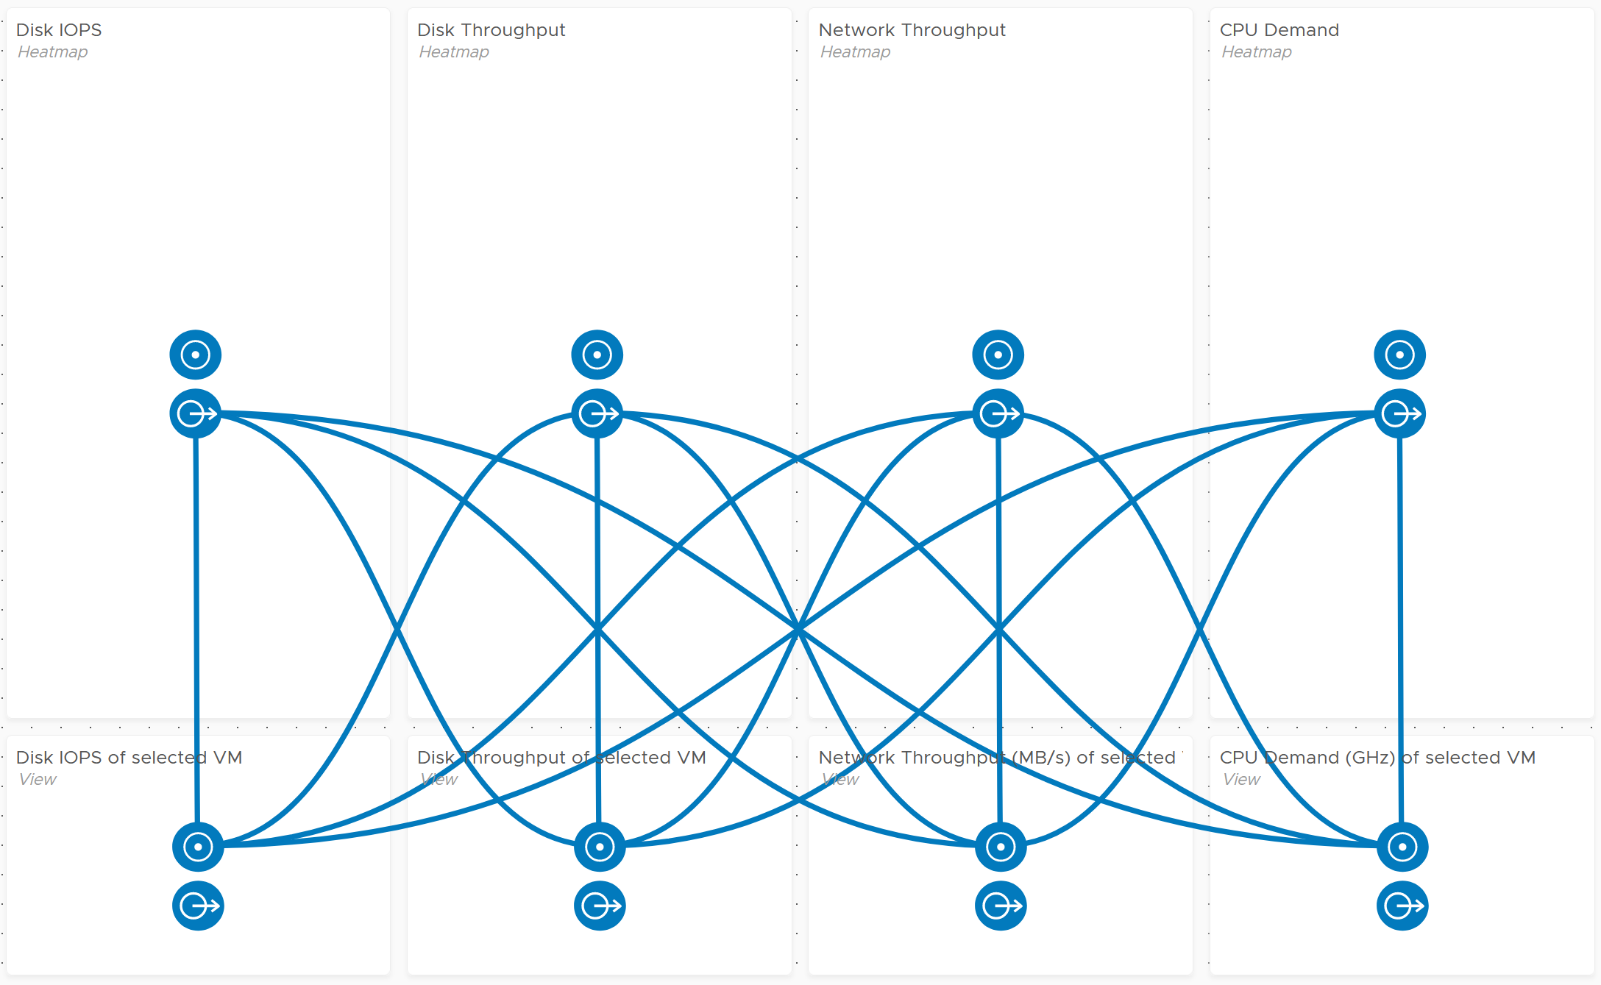 Disk IOPS
Heatmap
Disk Throughput
Heatmap
Network Throughput
Heatmap
CPU Demand
Heatmap
Disk IOPS of selected VM
View
Disk Throughput of selected VM
View
Network Throughput (MB/s) of selected
View
CPU Demand (GHz) of selected VM
View